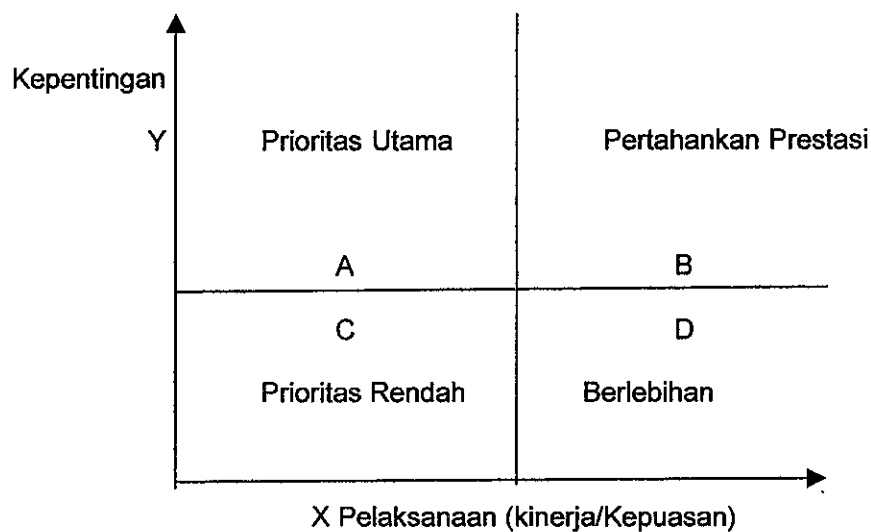 Kepentingan
Y
Prioritas Utama
Pertahankan Prestasi
A
B
C
D
Prioritas Rendah
Berlebihan
X Pelaksanaan (kinerja/Kepuasan)